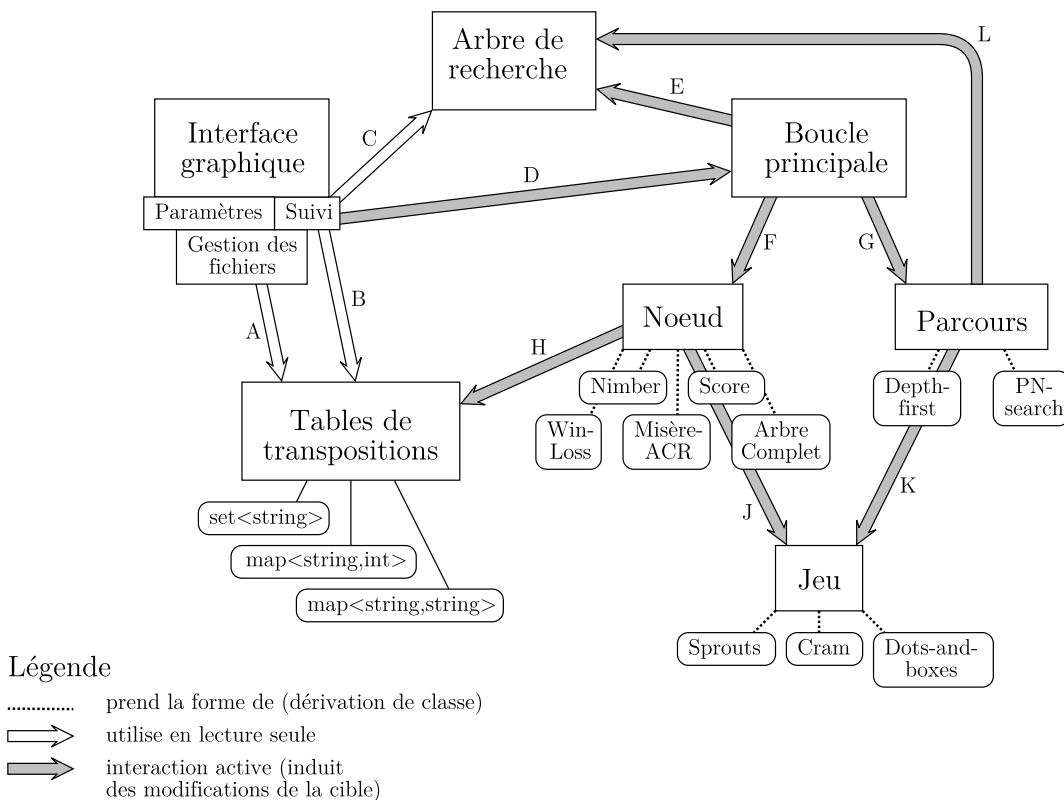 Arbre de
recherche
L
E
Interface
graphique
C
Boucle
principale
D
Paramètres
Suivi
Gestion des
fichiers
F
G
A
B
Noeud
Parcours
H
Nimber
Score
Depth-
first
PN-
search
Win-
Loss
Misère-
ACR
Arbre
Complet
Tables de
transpositions
K
J
set<string>
map<string,int>
map<string,string>
Jeu
Sprouts
Cram
Dots-and-
boxes
Légende
prend la forme de (dérivation de classe)
utilise en lecture seule
interaction active (induit
des modifications de la cible)